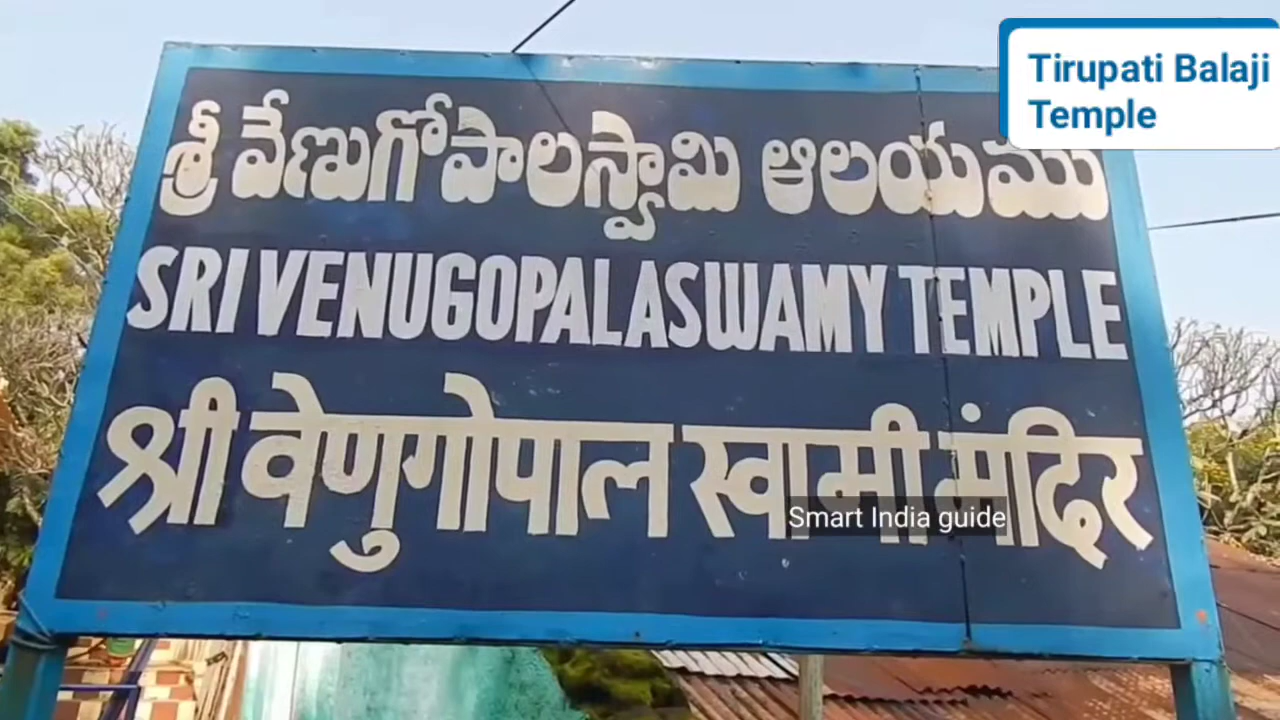 Tirupati Balaji
Temple
శ్రీ వేణుగోపాలస్వామి ఆలయము
SRI VENUGOPALASWAMY TEMPLE
श्री वेणुगोपाल स्वामी मंदिर
Smart India guide